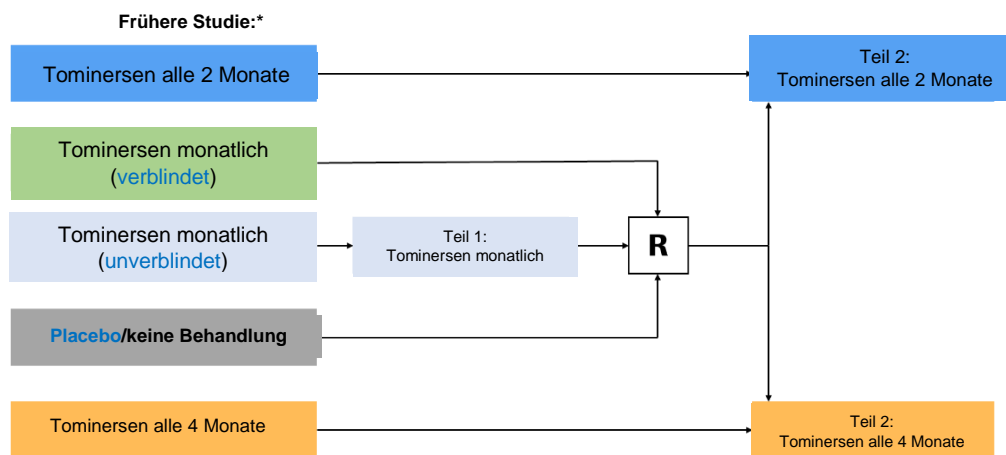 Frühere Studie:*
Tominersen alle 2 Monate
Teil 2:
Tominersen alle 2 Monate
Tominersen monatlich
(verblindet)
Tominersen monatlich
(unverblindet)
Teil 1:
Tominersen monatlich
R
Placebo/keine Behandlung
Tominersen alle 4 Monate
Teil 2:
Tominersen alle 4 Monate